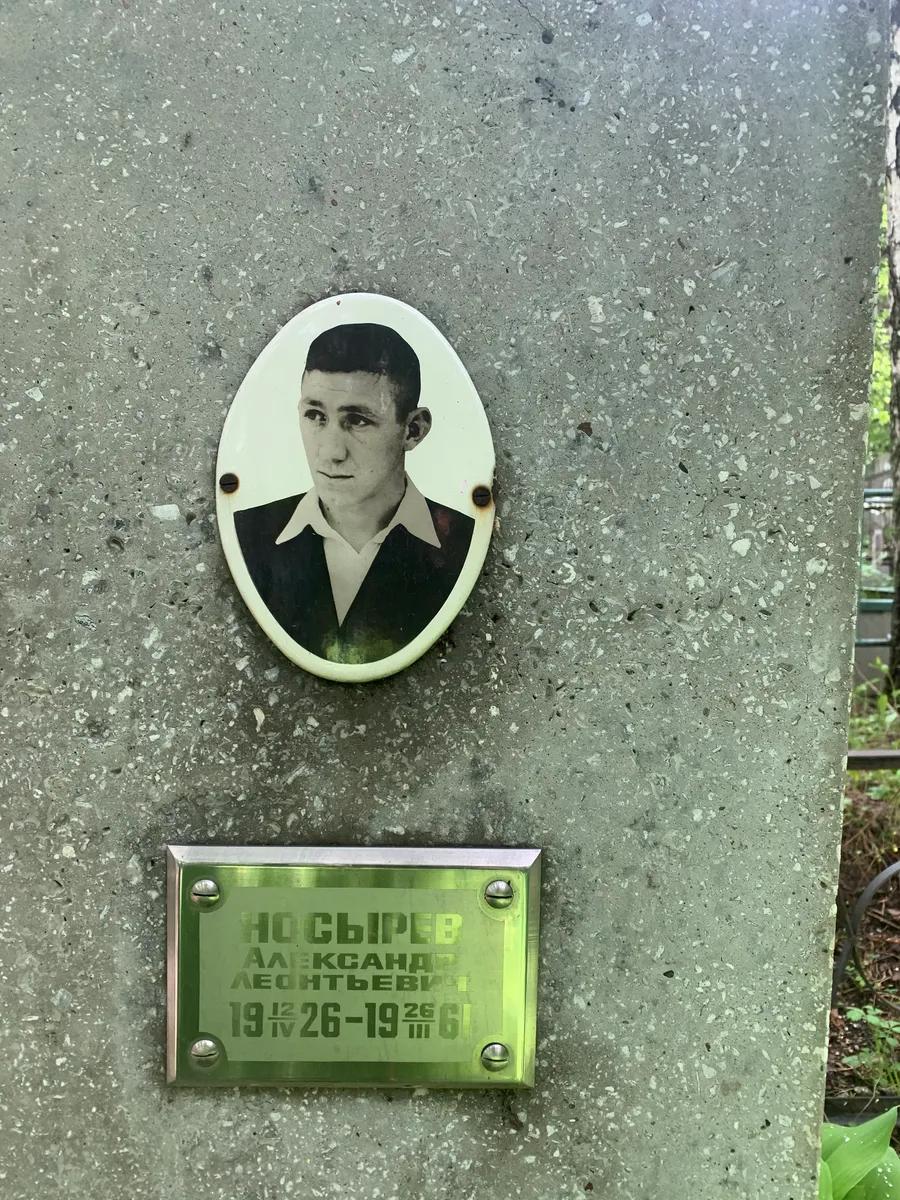 НОСЫРЕВ
АЛЕКСАНДР
ЛЕОНТЬЕВИЧ
19 12/IV 26-19 26/III 61